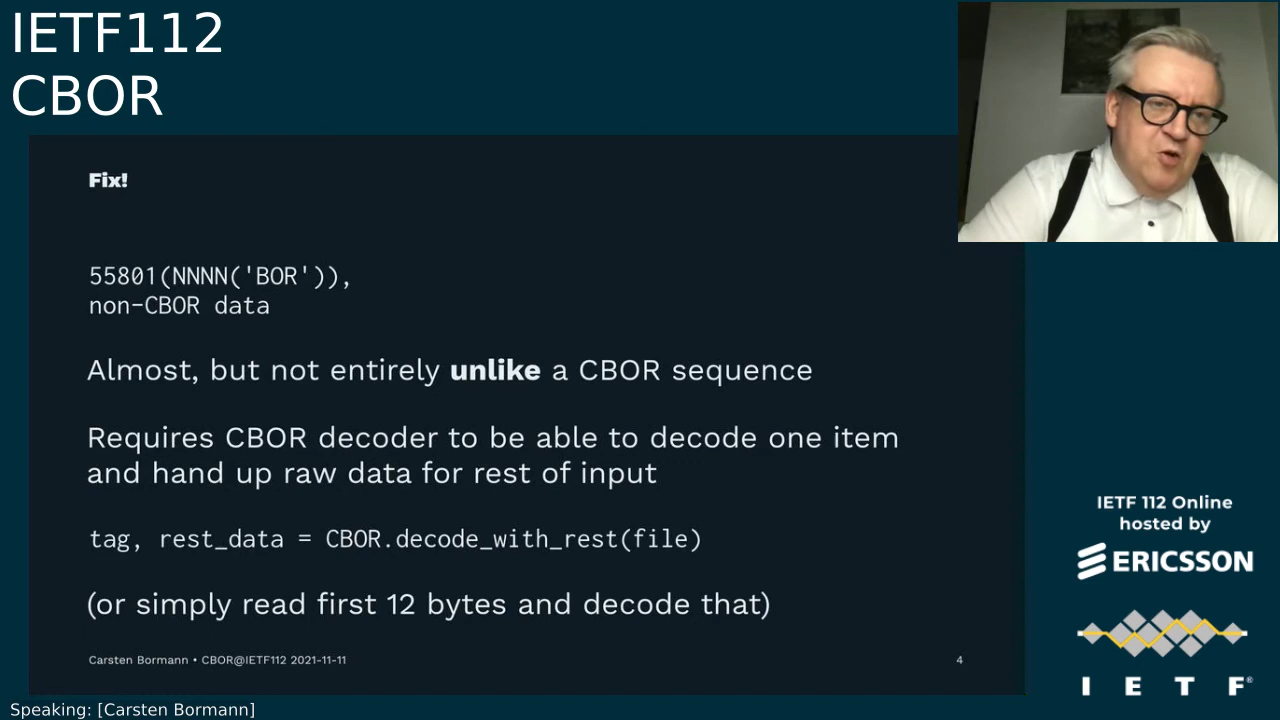 IETF112
CBOR
Fix!
55801(NNNN('BOR')),
non-CBOR data
Almost, but not entirely unlike a CBOR sequence
Requires CBOR decoder to be able to decode one item
and hand up raw data for rest of input
tag, rest_data = CBOR.decode_with_rest(file)
(or simply read first 12 bytes and decode that)
Carsten Bormann • CBOR@IETF112 2021-11-11
4
IETF 112 Online
hosted by
ERICSSON
I E T F®
Speaking: [Carsten Bormann]